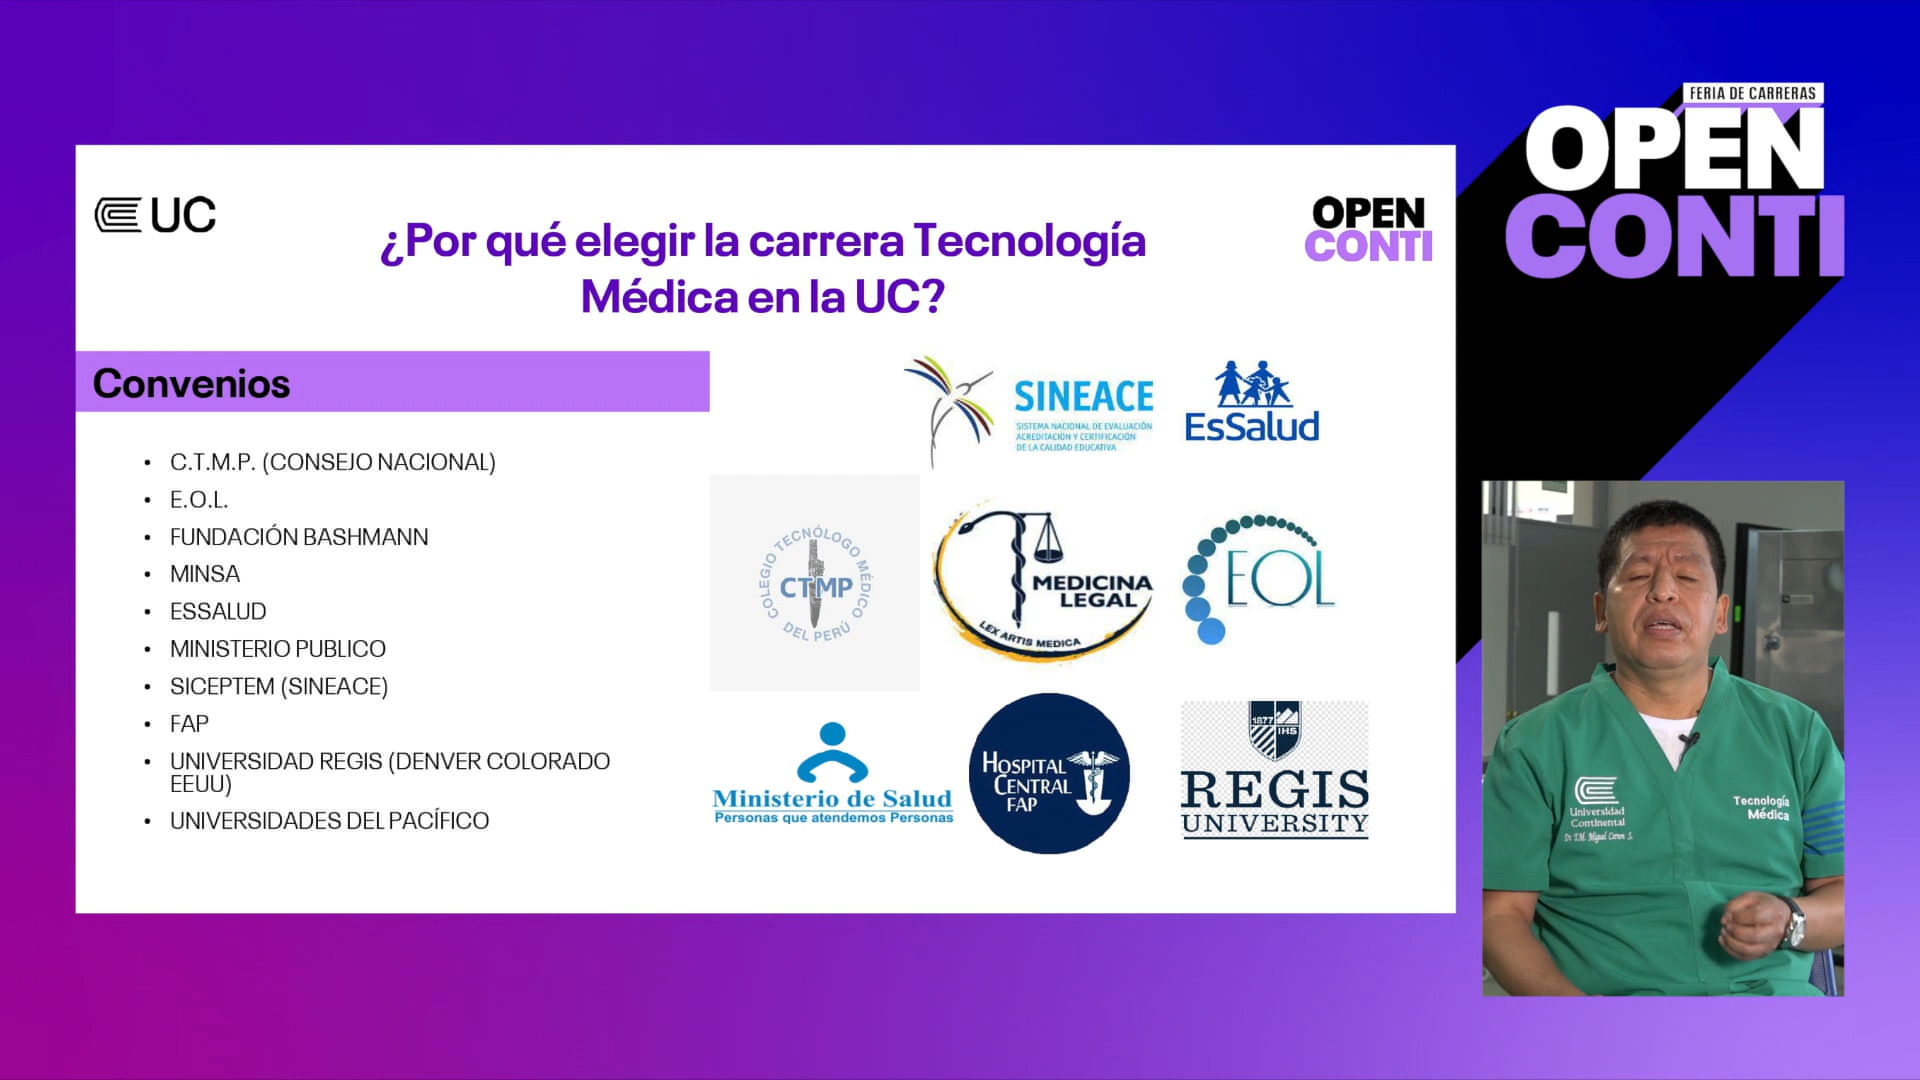 FERIA DE CARRERAS
OPEN
CONTI
UC
OPEN
CONTI
¿Por qué elegir la carrera Tecnología
Médica en la UC?
Convenios
• C.T.M.P. (CONSEJO NACIONAL)
• E.O.L.
• FUNDACIÓN BASHMANN
• MINSA
• ESSALUD
• MINISTERIO PUBLICO
• SICEPTEM (SINEACE)
• FAP
• UNIVERSIDAD REGIS (DENVER COLORADO
EEUU)
• UNIVERSIDADES DEL PACÍFICO
SINEACE
SISTEMA NACIONAL DE EVALUACIÓN
ACREDITACIÓN Y CERTIFICACIÓN
DE LA CALIDAD EDUCATIVA
EsSalud
COLEGIO TECNÓLOGO MÉDICO
CTMP
DEL PERÚ
MEDICINA
LEGAL
LEX ARTIS MEDICA
EOL
Ministerio de Salud
Personas que atendemos Personas
HOSPITAL
CENTRAL
FAP
1877
IHS
REGIS
UNIVERSITY
Universidad
Continental
Tecnología
Médica